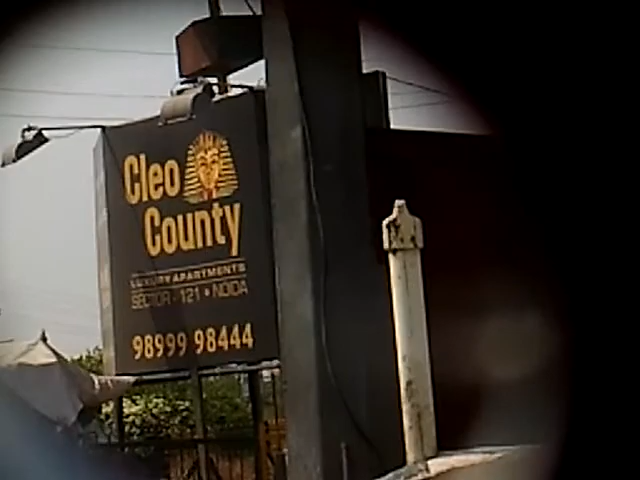 Cleo
County
LUXURY APARTMENTS
SECTOR - 121 • NOIDA
98999 98444